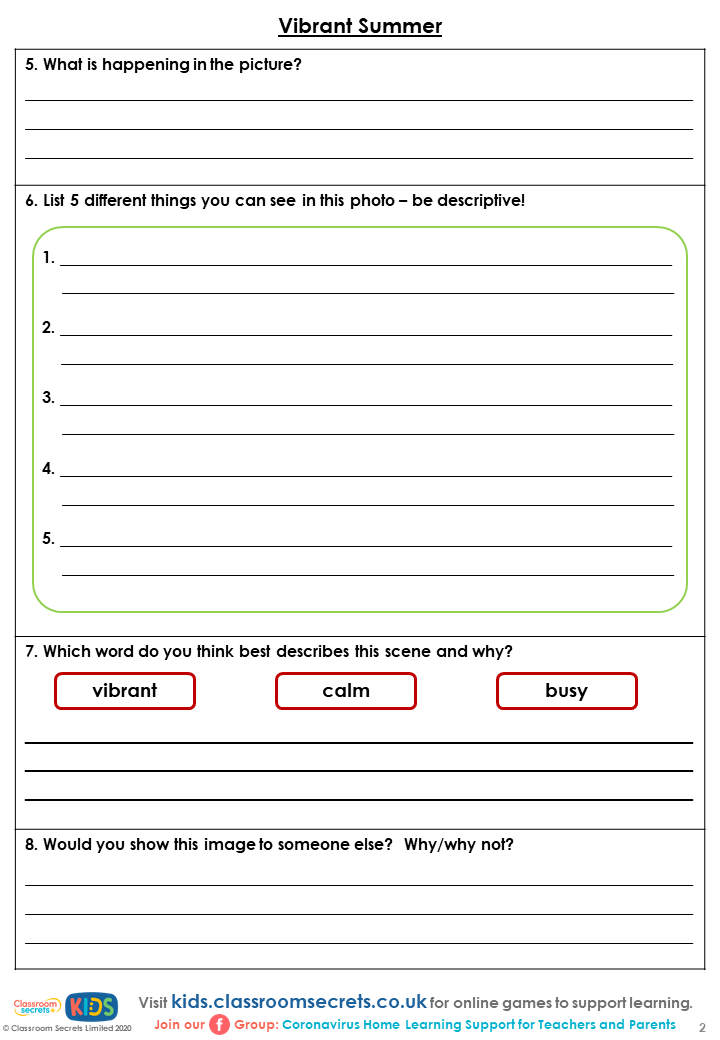 Vibrant Summer
5. What is happening in the picture?
6. List 5 different things you can see in this photo – be descriptive!
1.
2.
3.
4.
5.
7. Which word do you think best describes this scene and why?
vibrant calm busy
8. Would you show this image to someone else? Why/why not?
Classroom Secrets KIDS
Visit kids.classroomsecrets.co.uk for online games to support learning.
© Classroom Secrets Limited 2020
Join our f Group: Coronavirus Home Learning Support for Teachers and Parents
2